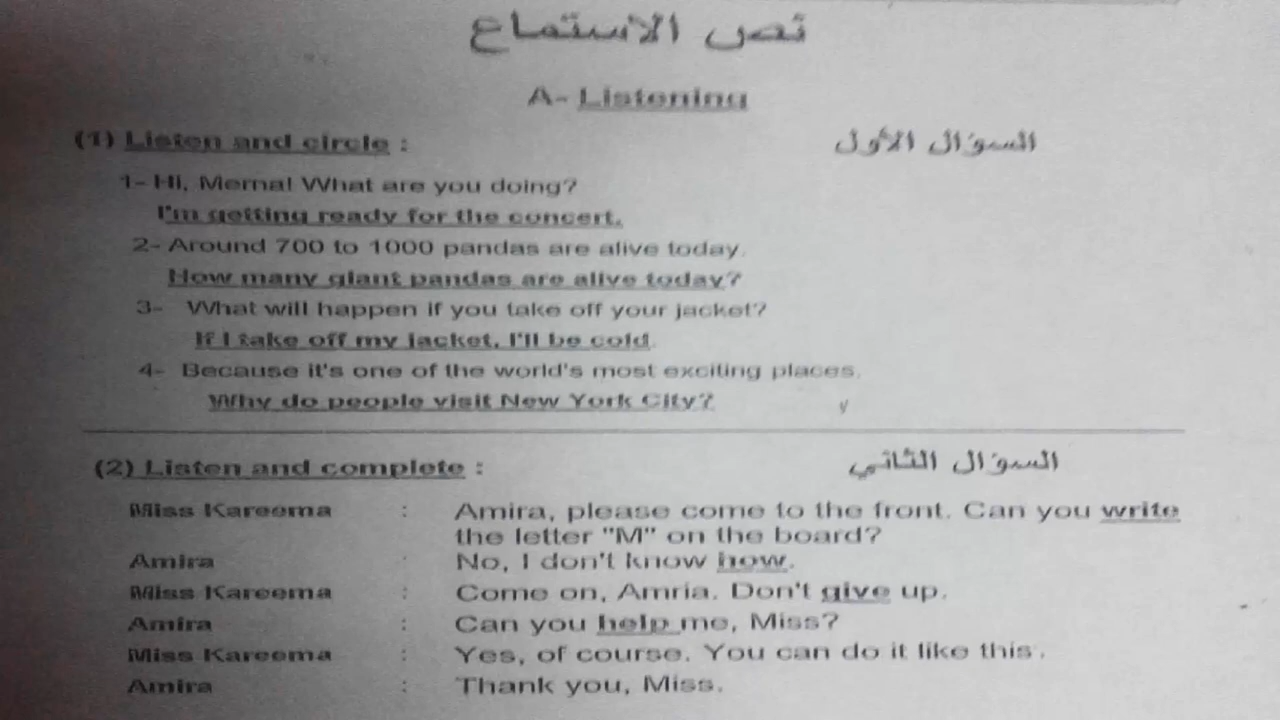 نص الاستماع
A- Listening
(1) Listen and circle : السؤال الأول
1- Hi, Merna! What are you doing?
I'm getting ready for the concert.
2- Around 700 to 1000 pandas are alive today.
How many giant pandas are alive today?
3- What will happen if you take off your jacket?
If I take off my jacket, I'll be cold.
4- Because it's one of the world's most exciting places.
Why do people visit New York City?
(2) Listen and complete : السؤال الثاني
Miss Kareema : Amira, please come to the front. Can you write
the letter "M" on the board?
Amira : No, I don't know how.
Miss Kareema : Come on, Amria. Don't give up.
Amira : Can you help me, Miss?
Miss Kareema : Yes, of course. You can do it like this.
Amira : Thank you, Miss.